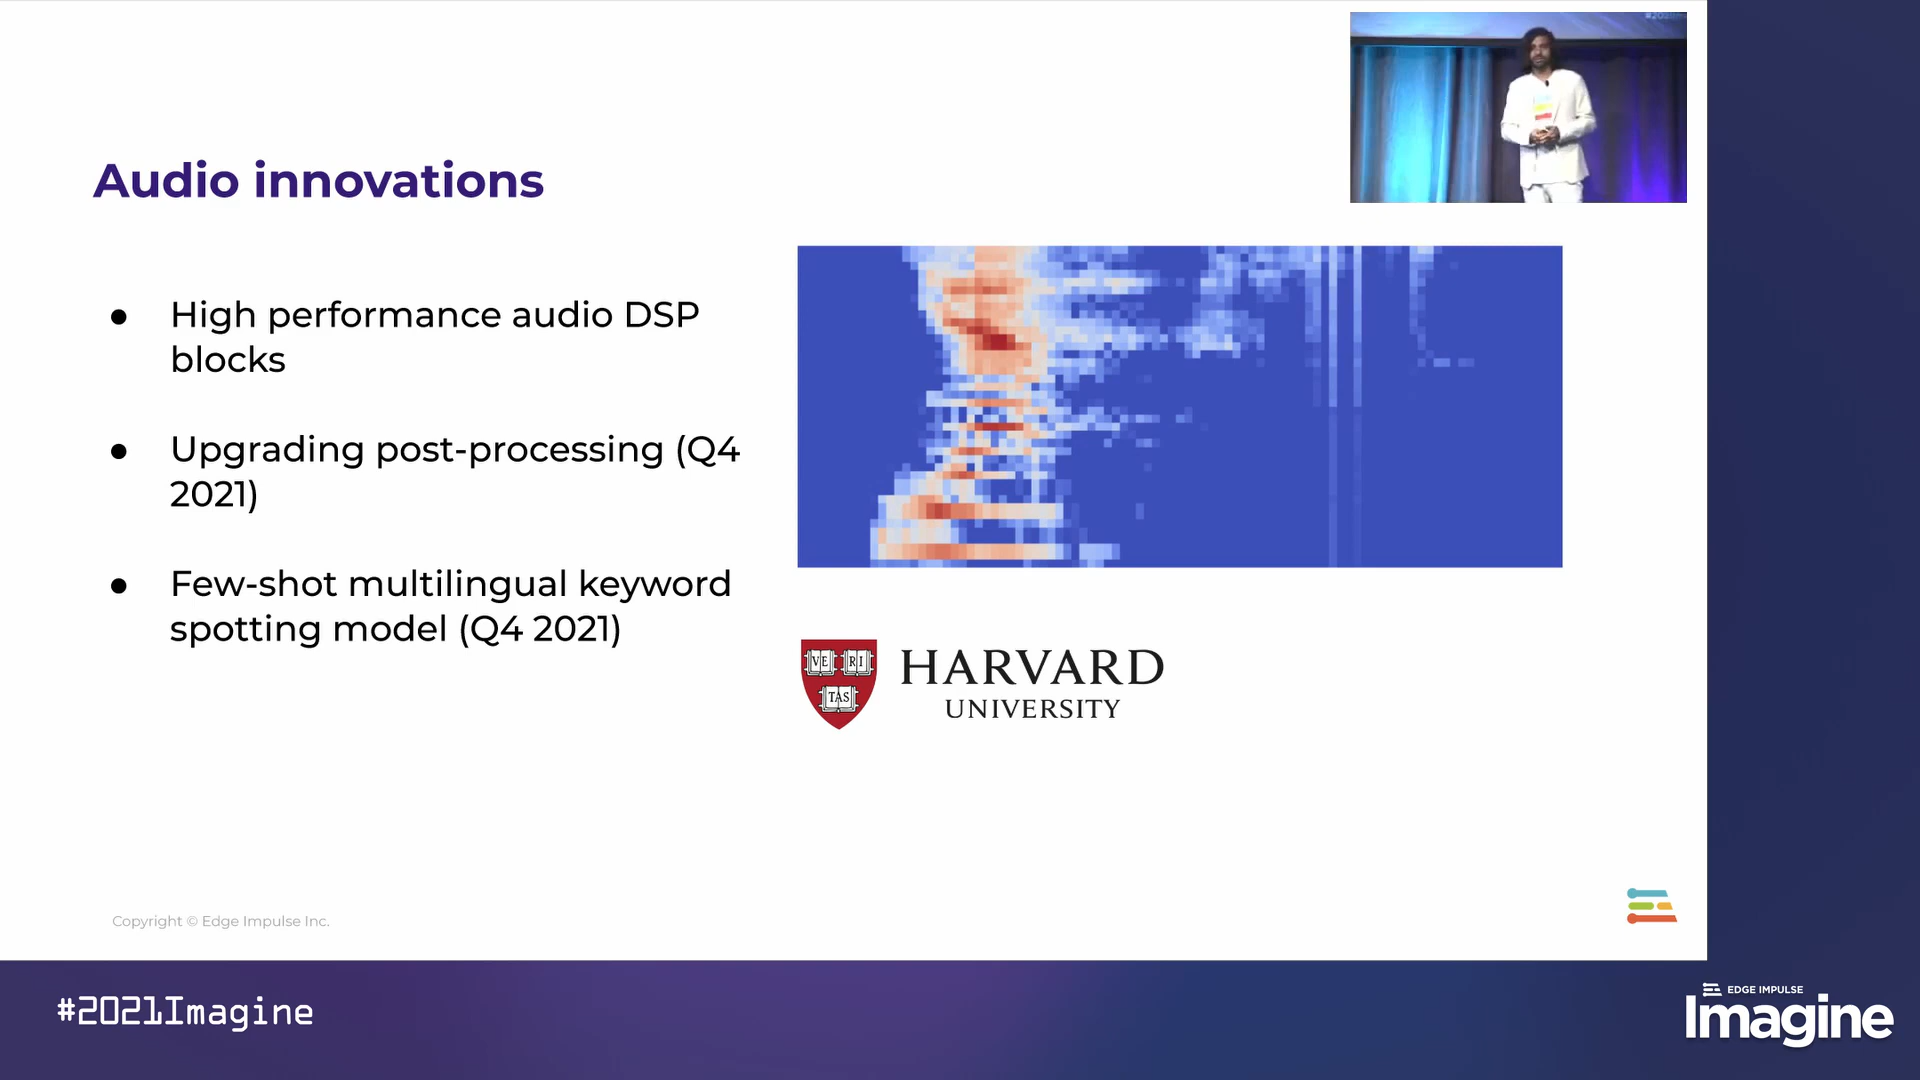 Audio innovations
● High performance audio DSP
blocks
● Upgrading post-processing (Q4
2021)
● Few-shot multilingual keyword
spotting model (Q4 2021)
VE RI
TAS
HARVARD
UNIVERSITY
Copyright © Edge Impulse Inc.
#2021Imagine
EDGE IMPULSE
Imagine